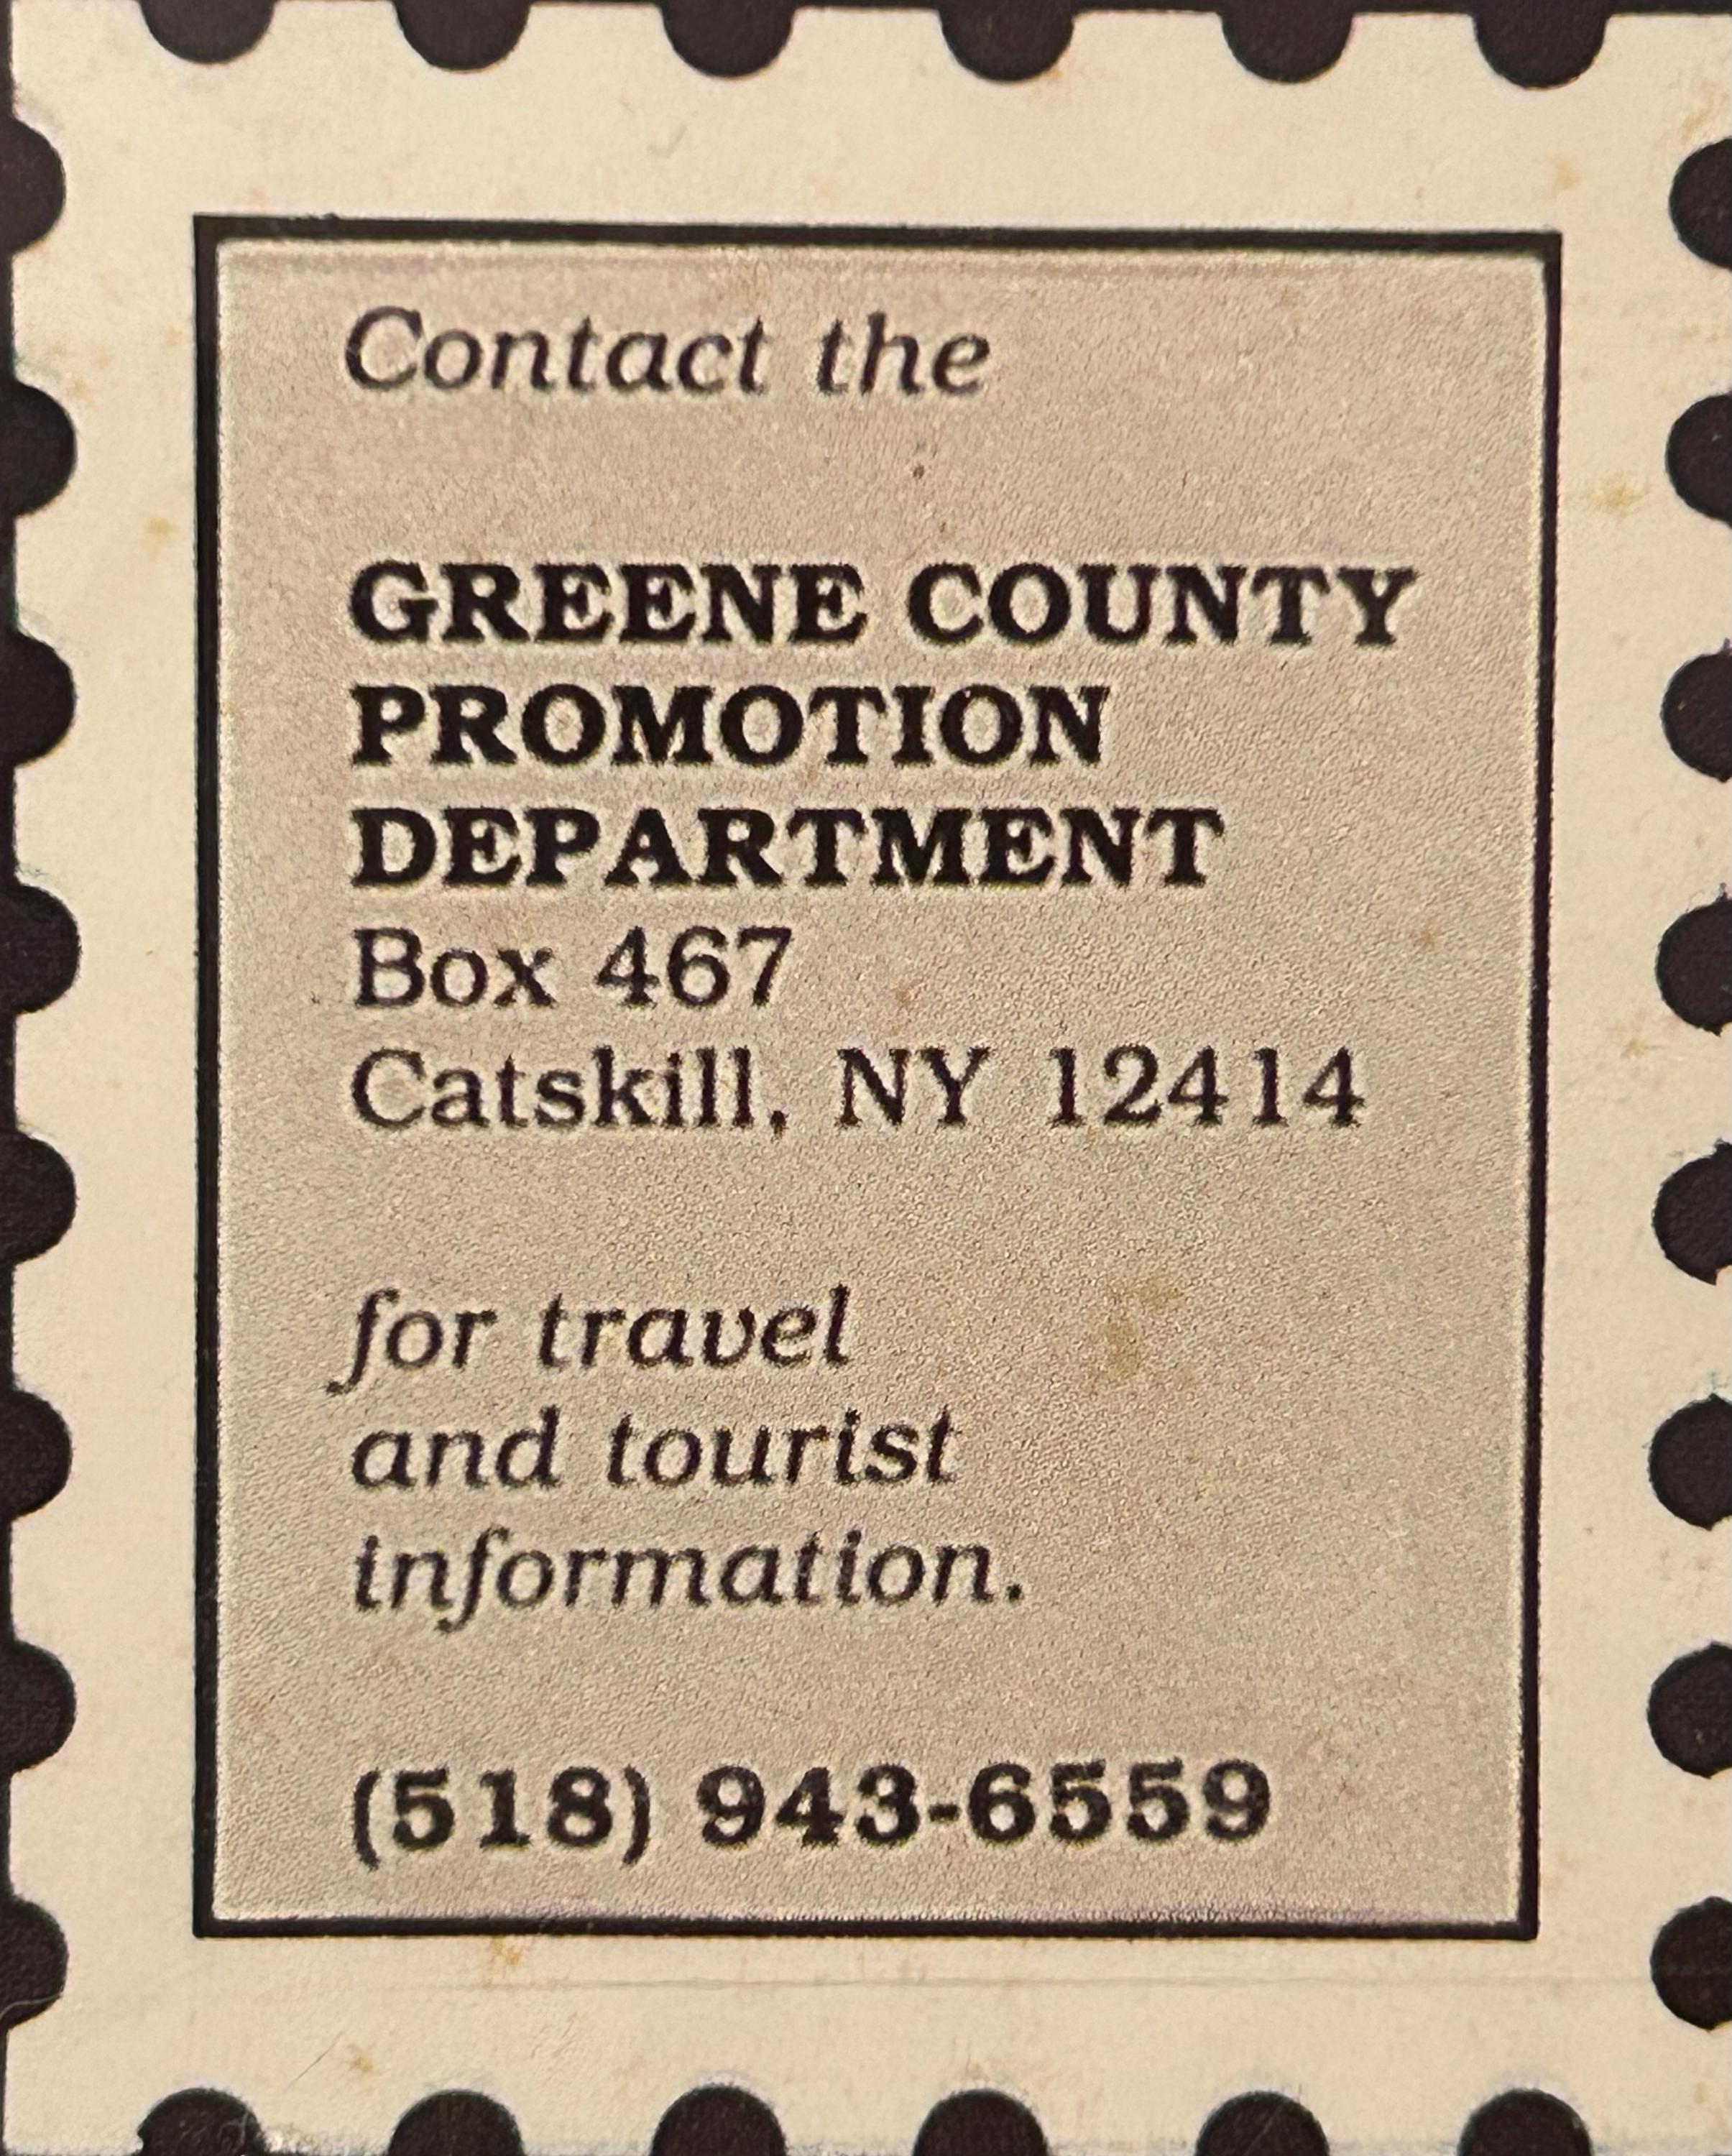 Contact the
GREENE COUNTY
PROMOTION
DEPARTMENT
Box 467
Catskill, NY 12414
for travel
and tourist
information.
(518) 943-6559